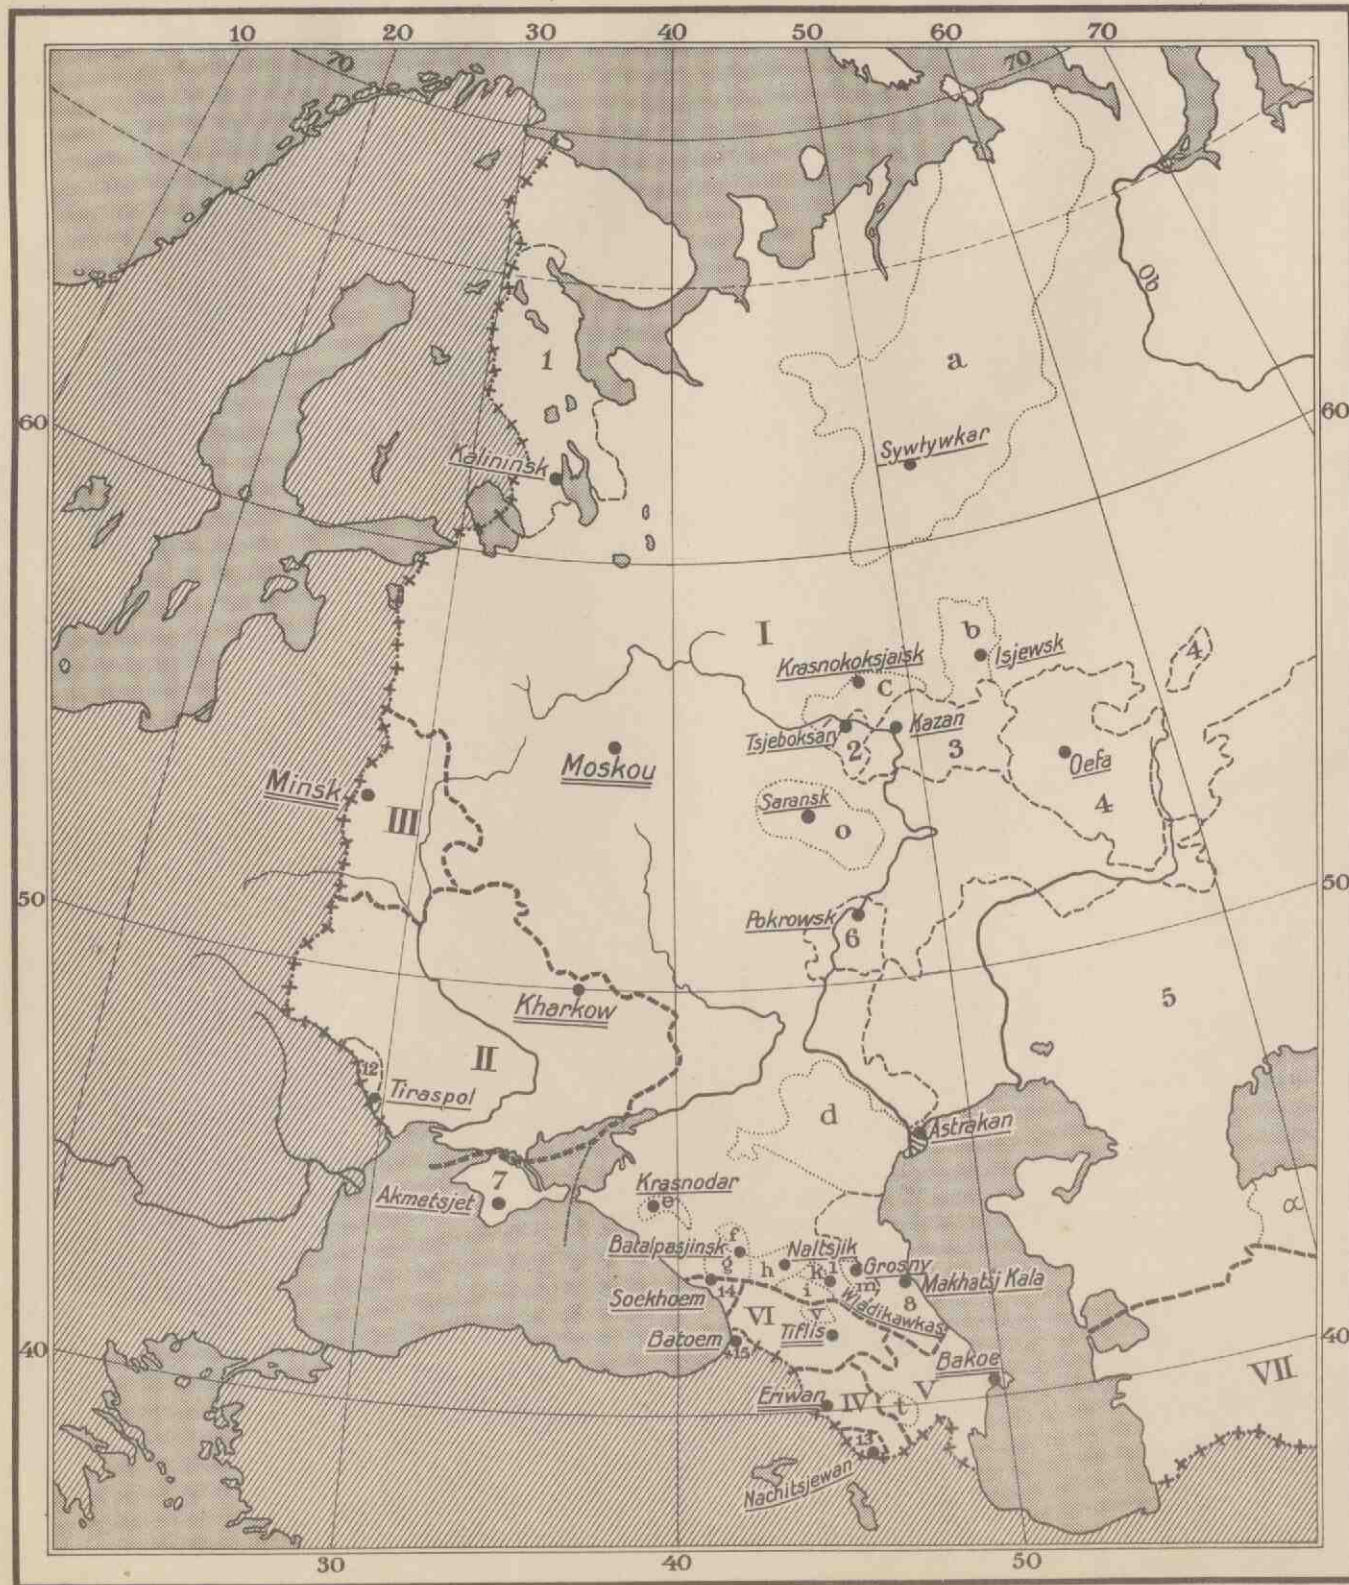 10 20 30 40 50 60 70
70
70
Ob
1
a
60
60
Sywtywkar
Kalininsk
I
b
Isjewsk
4
Krasnokoksjaisk
c
Tsjeboksari
2
Kazan
3
Oefa
4
Moskou
Minsk
III
Saransk
o
50
50
Pokrowsk
6
5
Kharkow
II
12
Tiraspol
d
Astrakan
7
Akmetsjet
Krasnodar
e
α
f
Batalpasjinsk
Naltsjik
g
h
k
l
Grosny
m
Makhatsj Kala
i
14
8
Soekhoem
Wladikawkas
VI
v
Tiflis
Batoem
15
40
40
Bakoe
VII
Eriwan
IV
V
t
13
Nachitsjewan
30 40 50